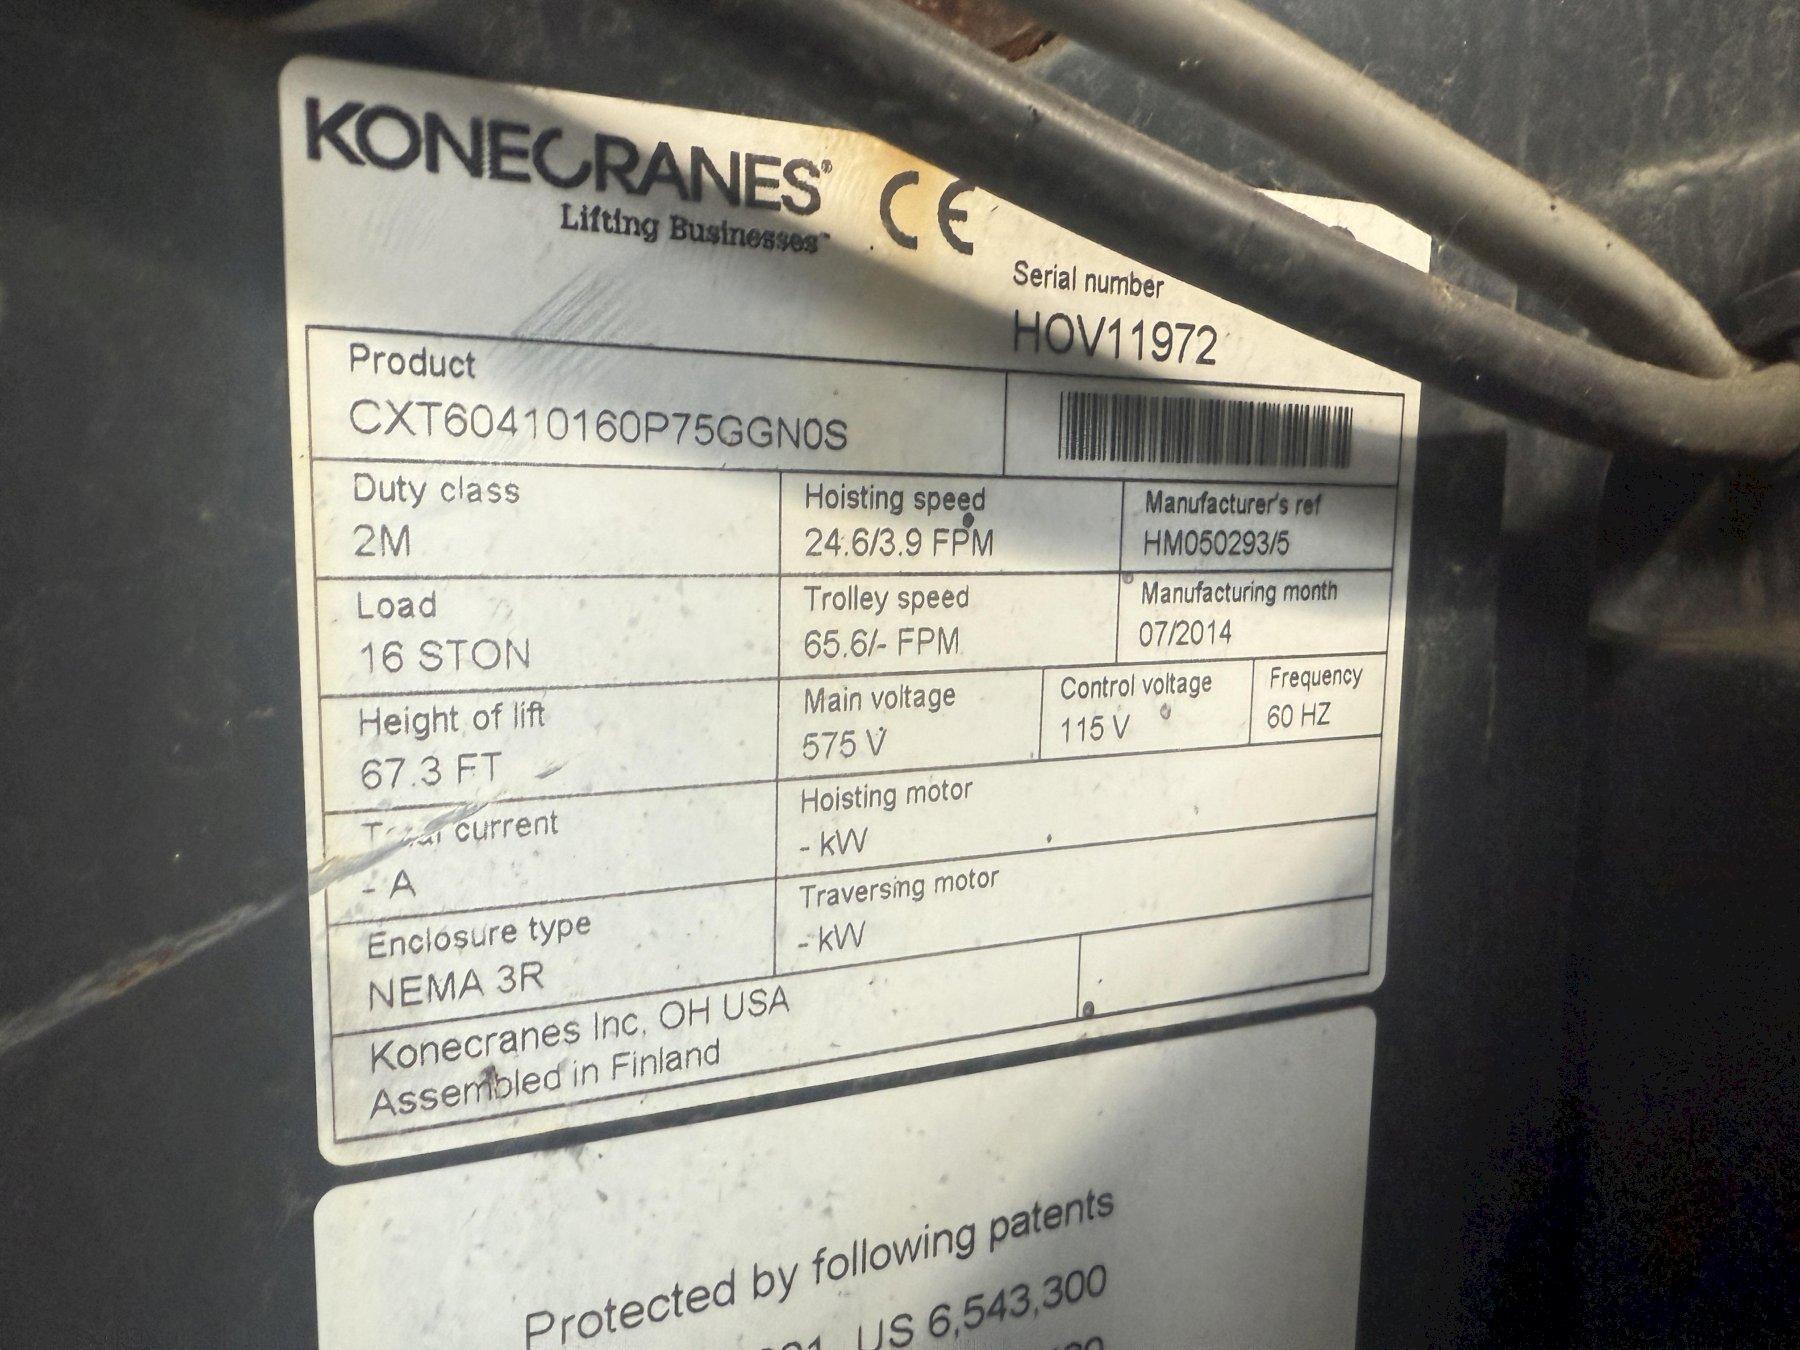 KONECRANES®
Lifting Businesses™
CE
Serial number
HOV11972
Product
CXT60410160P75GGN0S
Duty class
2M
Hoisting speed
24.6/3.9 FPM
Manufacturer's ref
HM050293/5
Load
16 STON
Trolley speed
65.6/- FPM
Manufacturing month
07/2014
Height of lift
67.3 FT
Main voltage
575 V
Control voltage
115 V
Frequency
60 HZ
Total current
- A
Hoisting motor
- kW
Traversing motor
- kW
Enclosure type
NEMA 3R
Konecranes Inc, OH USA
Assembled in Finland
Protected by following patents
US 6,543,300